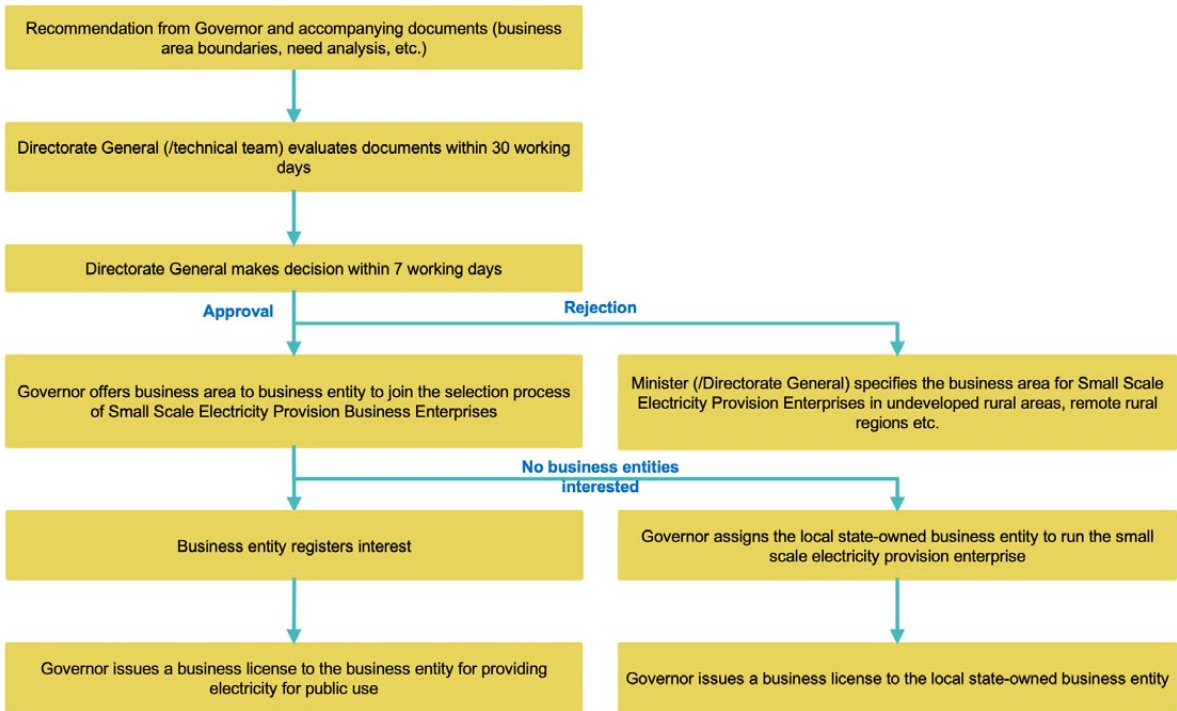 Recommendation from Governor and accompanying documents (business
area boundaries, need analysis, etc.)
Directorate General (/technical team) evaluates documents within 30 working
days
Directorate General makes decision within 7 working days
Approval
Rejection
Governor offers business area to business entity to join the selection process
of Small Scale Electricity Provision Business Enterprises
Minister (/Directorate General) specifies the business area for Small Scale
Electricity Provision Enterprises in undeveloped rural areas, remote rural
regions etc.
No business entities
interested
Business entity registers interest
Governor assigns the local state-owned business entity to run the small
scale electricity provision enterprise
Governor issues a business license to the business entity for providing
electricity for public use
Governor issues a business license to the local state-owned business entity